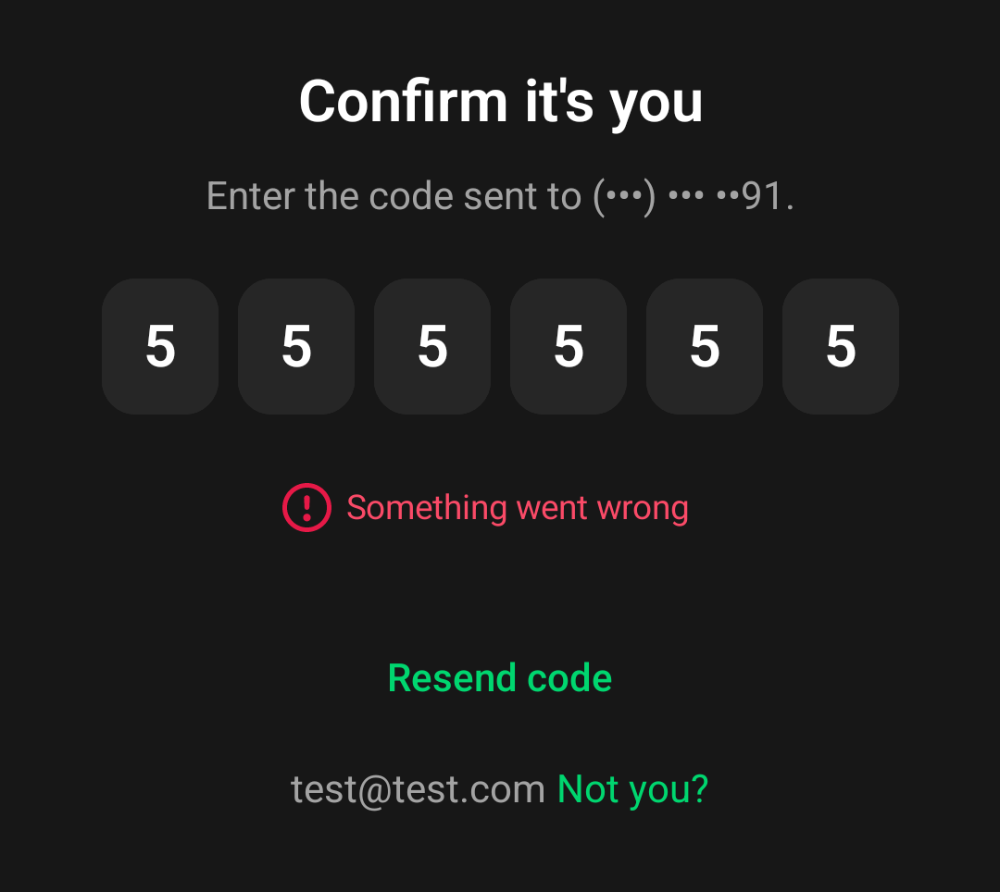 Confirm it's you
Enter the code sent to (•••) ••• ••91.
5 5 5 5 5 5
Something went wrong
Resend code
test@test.com Not you?